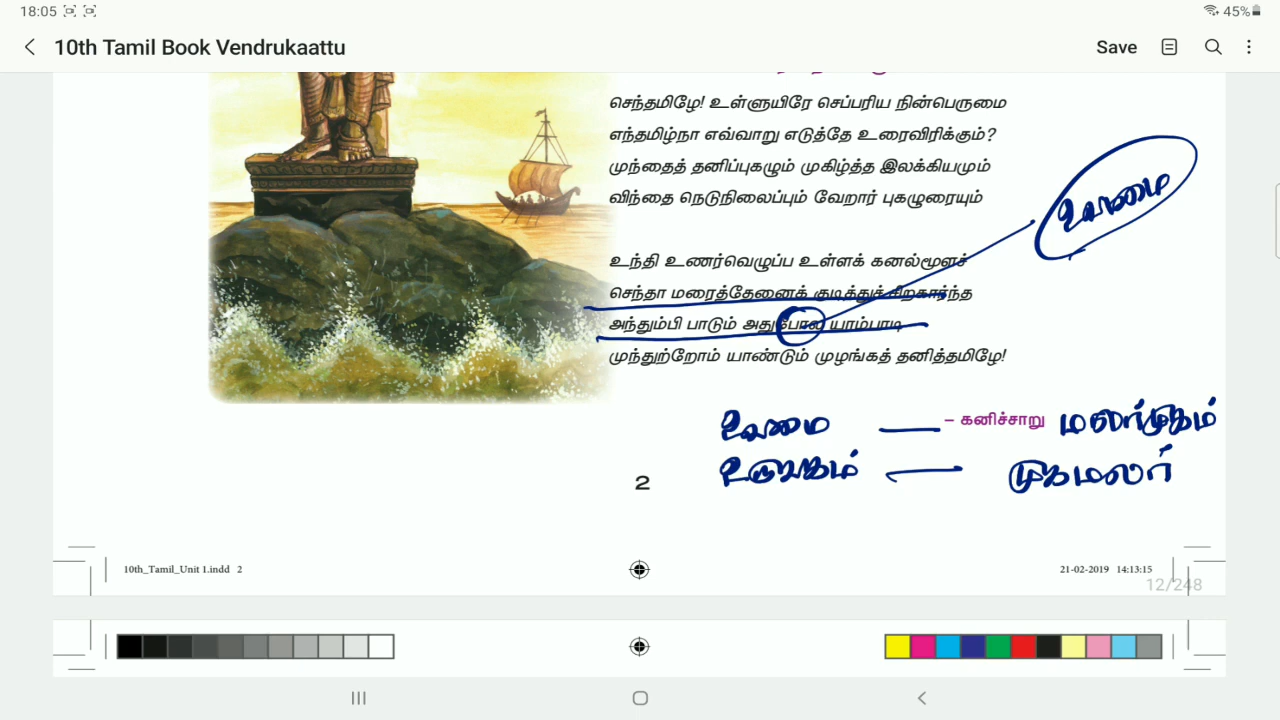 18:05 45%
10th Tamil Book Vendrukaattu Save
செந்தமிழே! உள்ளுயிரே செப்பரிய நின்பெருமை
எந்தமிழ்நா எவ்வாறு எடுத்தே உரைவிரிக்கும்?
முந்தைத் தனிப்புகழும் முகிழ்த்த இலக்கியமும்
விந்தை நெடுநிலைப்பும் வேறார் புகழுரையும்
உவமை
உந்தி உணர்வெழுப்ப உள்ளக் கனல்மூளச்
செந்தா மரைத்தேனைக் குடித்துச் சிறகார்ந்த
அந்தும்பி பாடும் அதுபோல யாம்பாடி
முந்துற்றோம் யாண்டும் முழங்கத் தனித்தமிழே!
உவமை — – கனிச்சாறு மலர்முகம்
உருவகம் — முகமலர்
2
10th_Tamil_Unit 1.indd 2 21-02-2019 14:13:15
12/248